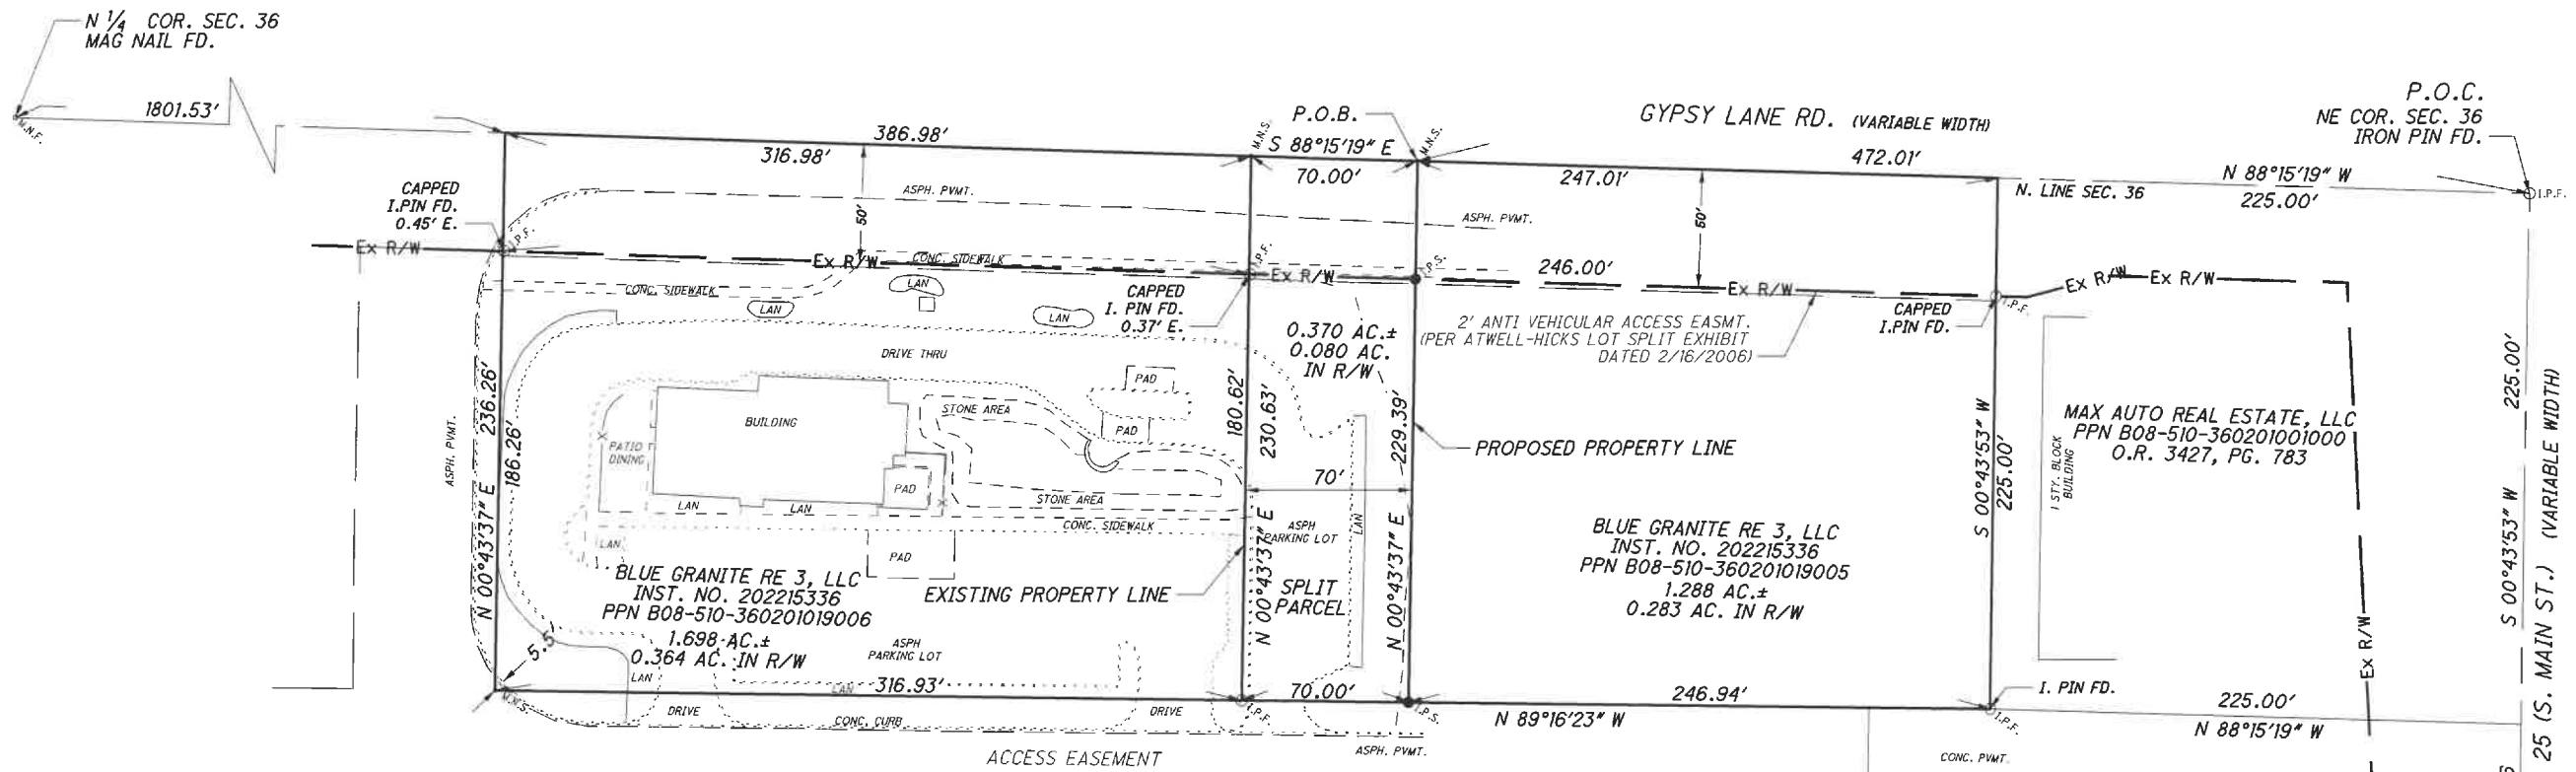 N 1/4 COR. SEC. 36
MAG NAIL FD.
M.N.F.
1801.53'
386.98'
316.98'
P.O.B.
M.N.S.
S 88°15'19" E
M.N.S.
70.00'
GYPSY LANE RD. (VARIABLE WIDTH)
472.01'
247.01'
P.O.C.
NE COR. SEC. 36
IRON PIN FD.
I.P.F.
N 88°15'19" W
225.00'
N. LINE SEC. 36
CAPPED
I.PIN FD.
0.45' E.
I.P.F.
ASPH. PVMT.
ASPH. PVMT.
50'
60'
Ex R/W
Ex R/W
CONC. SIDEWALK
I.P.F.
Ex R/W
I.P.S.
246.00'
Ex R/W
Ex R/W
Ex R/W
CONC. SIDEWALK
LAN
LAN
LAN
CAPPED
I. PIN FD.
0.37' E.
CAPPED
I.PIN FD.
I.P.F.
2' ANTI VEHICULAR ACCESS EASMT.
(PER ATWELL-HICKS LOT SPLIT EXHIBIT
DATED 2/16/2006)
0.370 AC.±
0.080 AC.
IN R/W
DRIVE THRU
PAD
PAD
STONE AREA
BUILDING
PATIO
DINING
PAD
STONE AREA
LAN
LAN
CONC. SIDEWALK
PAD
LAN
ASPH. PVMT.
N 00°43'37" E
236.26'
186.26'
180.62'
230.63'
N 00°43'37" E
229.39'
N 00°43'37" E
PROPOSED PROPERTY LINE
70'
ASPH
PARKING LOT
LAN
SPLIT
PARCEL
EXISTING PROPERTY LINE
BLUE GRANITE RE 3, LLC
INST. NO. 202215336
PPN B08-510-360201019006
1.698 AC.±
0.364 AC. IN R/W
ASPH
PARKING LOT
5.5'
LAN
LAN
BLUE GRANITE RE 3, LLC
INST. NO. 202215336
PPN B08-510-360201019005
1.288 AC.±
0.283 AC. IN R/W
S 00°43'53" W
225.00'
1 STY. BLOCK
BUILDING
MAX AUTO REAL ESTATE, LLC
PPN B08-510-360201001000
O.R. 3427, PG. 783
Ex R/W
S 00°43'53" W
225.00'
25 (S. MAIN ST.) (VARIABLE WIDTH)
M.N.S.
316.93'
I.P.F.
70.00'
I.P.S.
246.94'
N 89°16'23" W
I. PIN FD.
I.P.F.
225.00'
N 88°15'19" W
DRIVE
CONC. CURB
DRIVE
ACCESS EASEMENT
ASPH. PVMT.
CONC. PVMT.